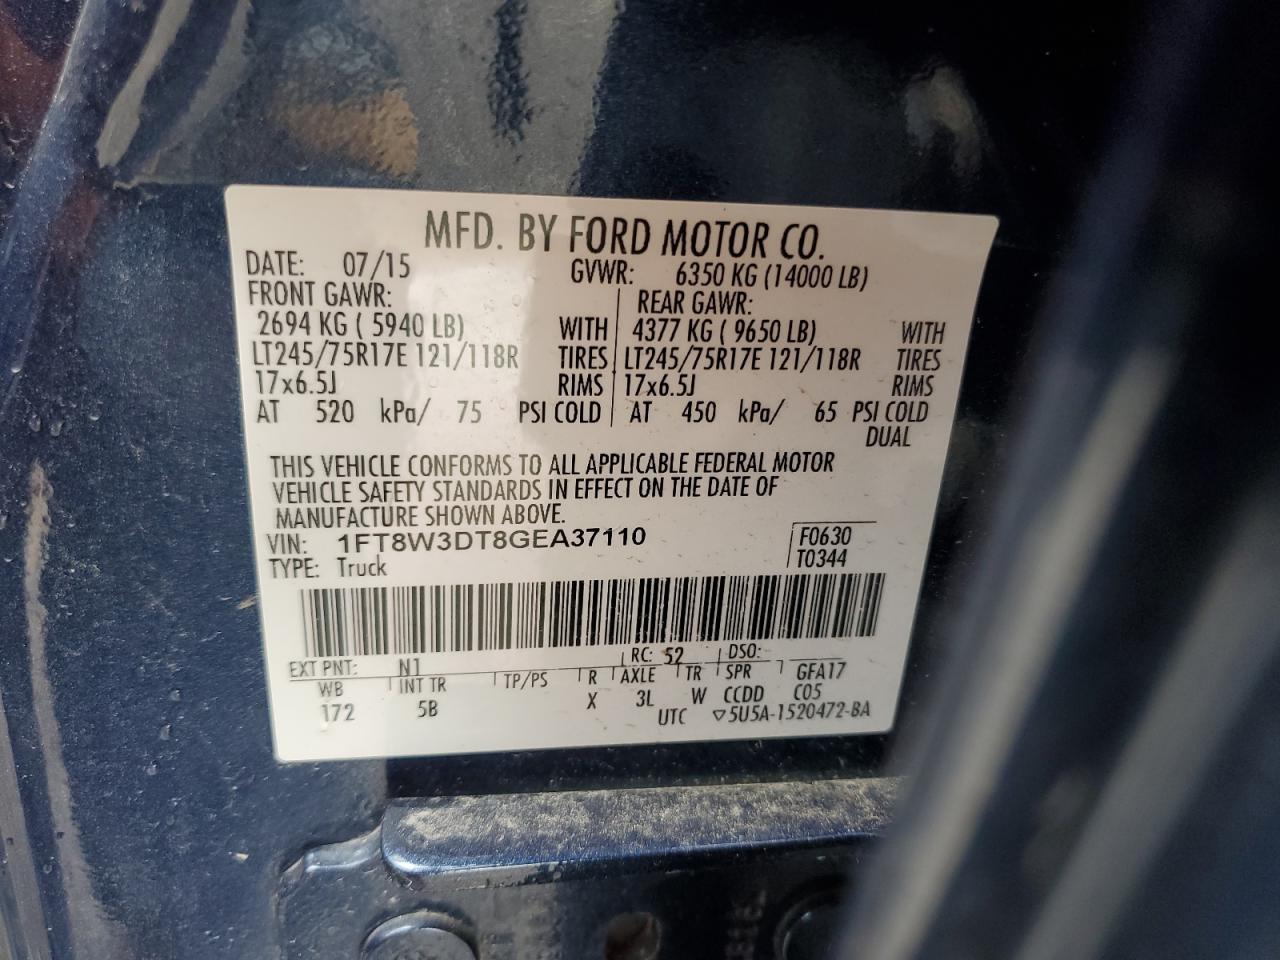 MFD. BY FORD MOTOR CO.
DATE: 07/15 GVWR: 6350 KG (14000 LB)
FRONT GAWR: REAR GAWR:
2694 KG ( 5940 LB) WITH 4377 KG ( 9650 LB) WITH
LT245/75R17E 121/118R TIRES LT245/75R17E 121/118R TIRES
17x6.5J RIMS 17x6.5J RIMS
AT 520 kPa/ 75 PSI COLD AT 450 kPa/ 65 PSI COLD
DUAL
THIS VEHICLE CONFORMS TO ALL APPLICABLE FEDERAL MOTOR
VEHICLE SAFETY STANDARDS IN EFFECT ON THE DATE OF
MANUFACTURE SHOWN ABOVE.
VIN: 1FT8W3DT8GEA37110 F0630
TYPE: Truck T0344
EXT PNT: N1 RC: 52 DSO:
WB INT TR TP/PS R AXLE TR SPR GFA17
172 5B X 3L W CCDD C05
UTC ▽5U5A-1520472-BA